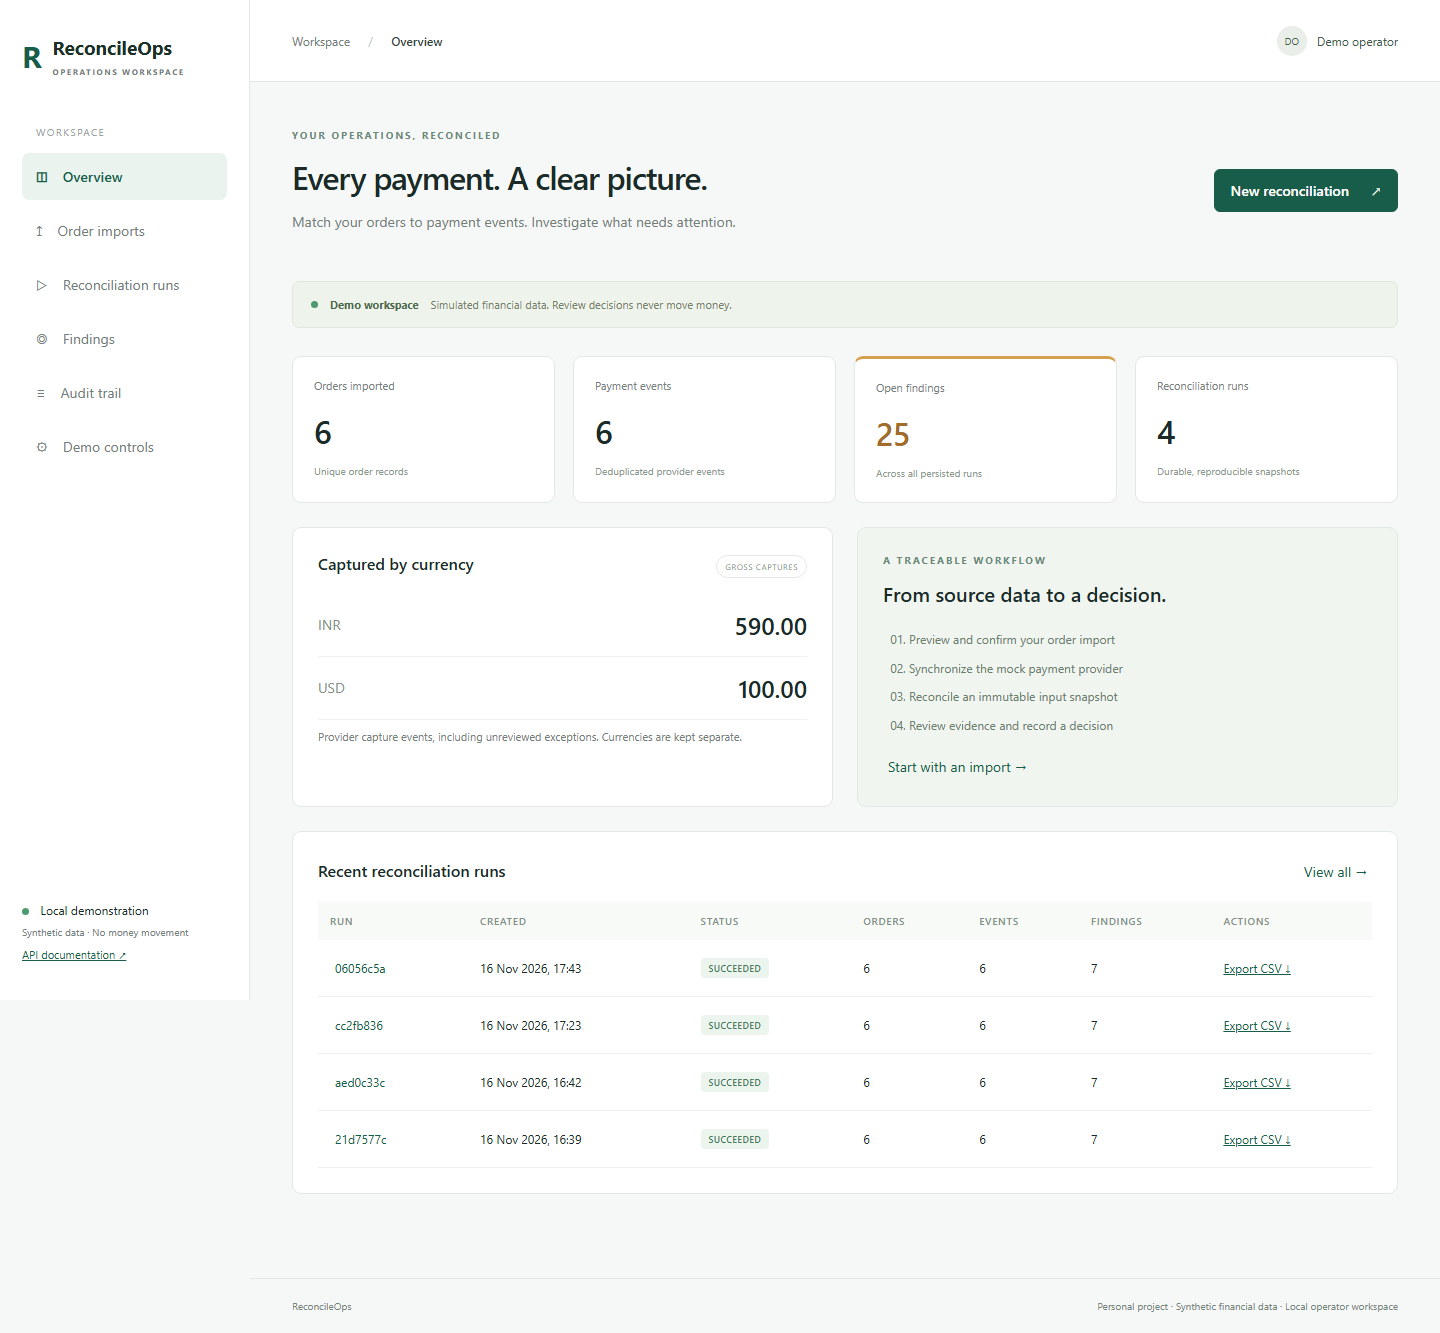 R ReconcileOps
OPERATIONS WORKSPACE
WORKSPACE
Overview
Order imports
Reconciliation runs
Findings
Audit trail
Demo controls
Local demonstration
Synthetic data · No money movement
API documentation ↗
Workspace / Overview
DO Demo operator
YOUR OPERATIONS, RECONCILED
Every payment. A clear picture.
Match your orders to payment events. Investigate what needs attention.
New reconciliation ↗
Demo workspace Simulated financial data. Review decisions never move money.
Orders imported
6
Unique order records
Payment events
6
Deduplicated provider events
Open findings
25
Across all persisted runs
Reconciliation runs
4
Durable, reproducible snapshots
Captured by currency
GROSS CAPTURES
INR 590.00
USD 100.00
Provider capture events, including unreviewed exceptions. Currencies are kept separate.
A TRACEABLE WORKFLOW
From source data to a decision.
01. Preview and confirm your order import
02. Synchronize the mock payment provider
03. Reconcile an immutable input snapshot
04. Review evidence and record a decision
Start with an import →
Recent reconciliation runs
View all →
RUN CREATED STATUS ORDERS EVENTS FINDINGS ACTIONS
06056c5a 16 Nov 2026, 17:43 SUCCEEDED 6 6 7 Export CSV ↓
cc2fb836 16 Nov 2026, 17:23 SUCCEEDED 6 6 7 Export CSV ↓
aed0c33c 16 Nov 2026, 16:42 SUCCEEDED 6 6 7 Export CSV ↓
21d7577c 16 Nov 2026, 16:39 SUCCEEDED 6 6 7 Export CSV ↓
ReconcileOps
Personal project · Synthetic financial data · Local operator workspace